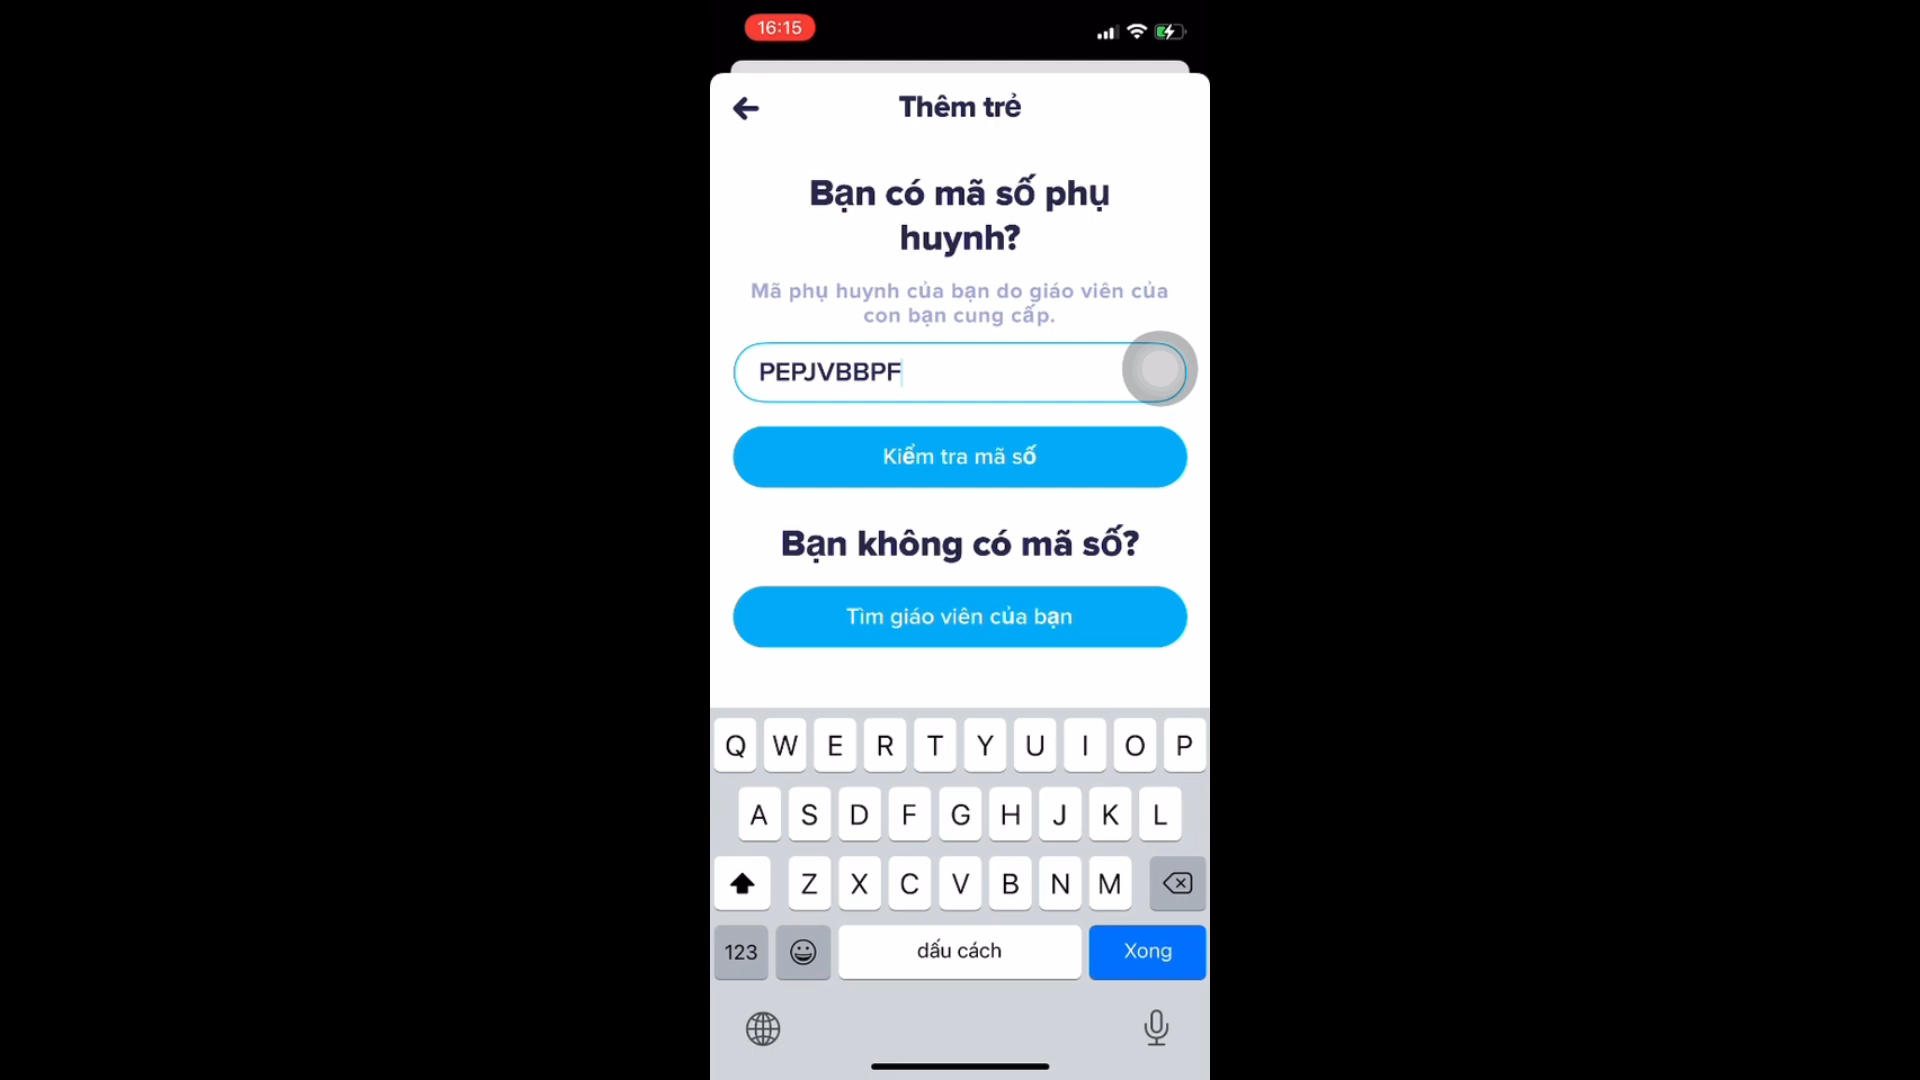 16:15
Thêm trẻ
Bạn có mã số phụ
huynh?
Mã phụ huynh của bạn do giáo viên của
con bạn cung cấp.
PEPJVBBPF
Kiểm tra mã số
Bạn không có mã số?
Tìm giáo viên của bạn
Q W E R T Y U I O P
A S D F G H J K L
Z X C V B N M
123 dấu cách Xong